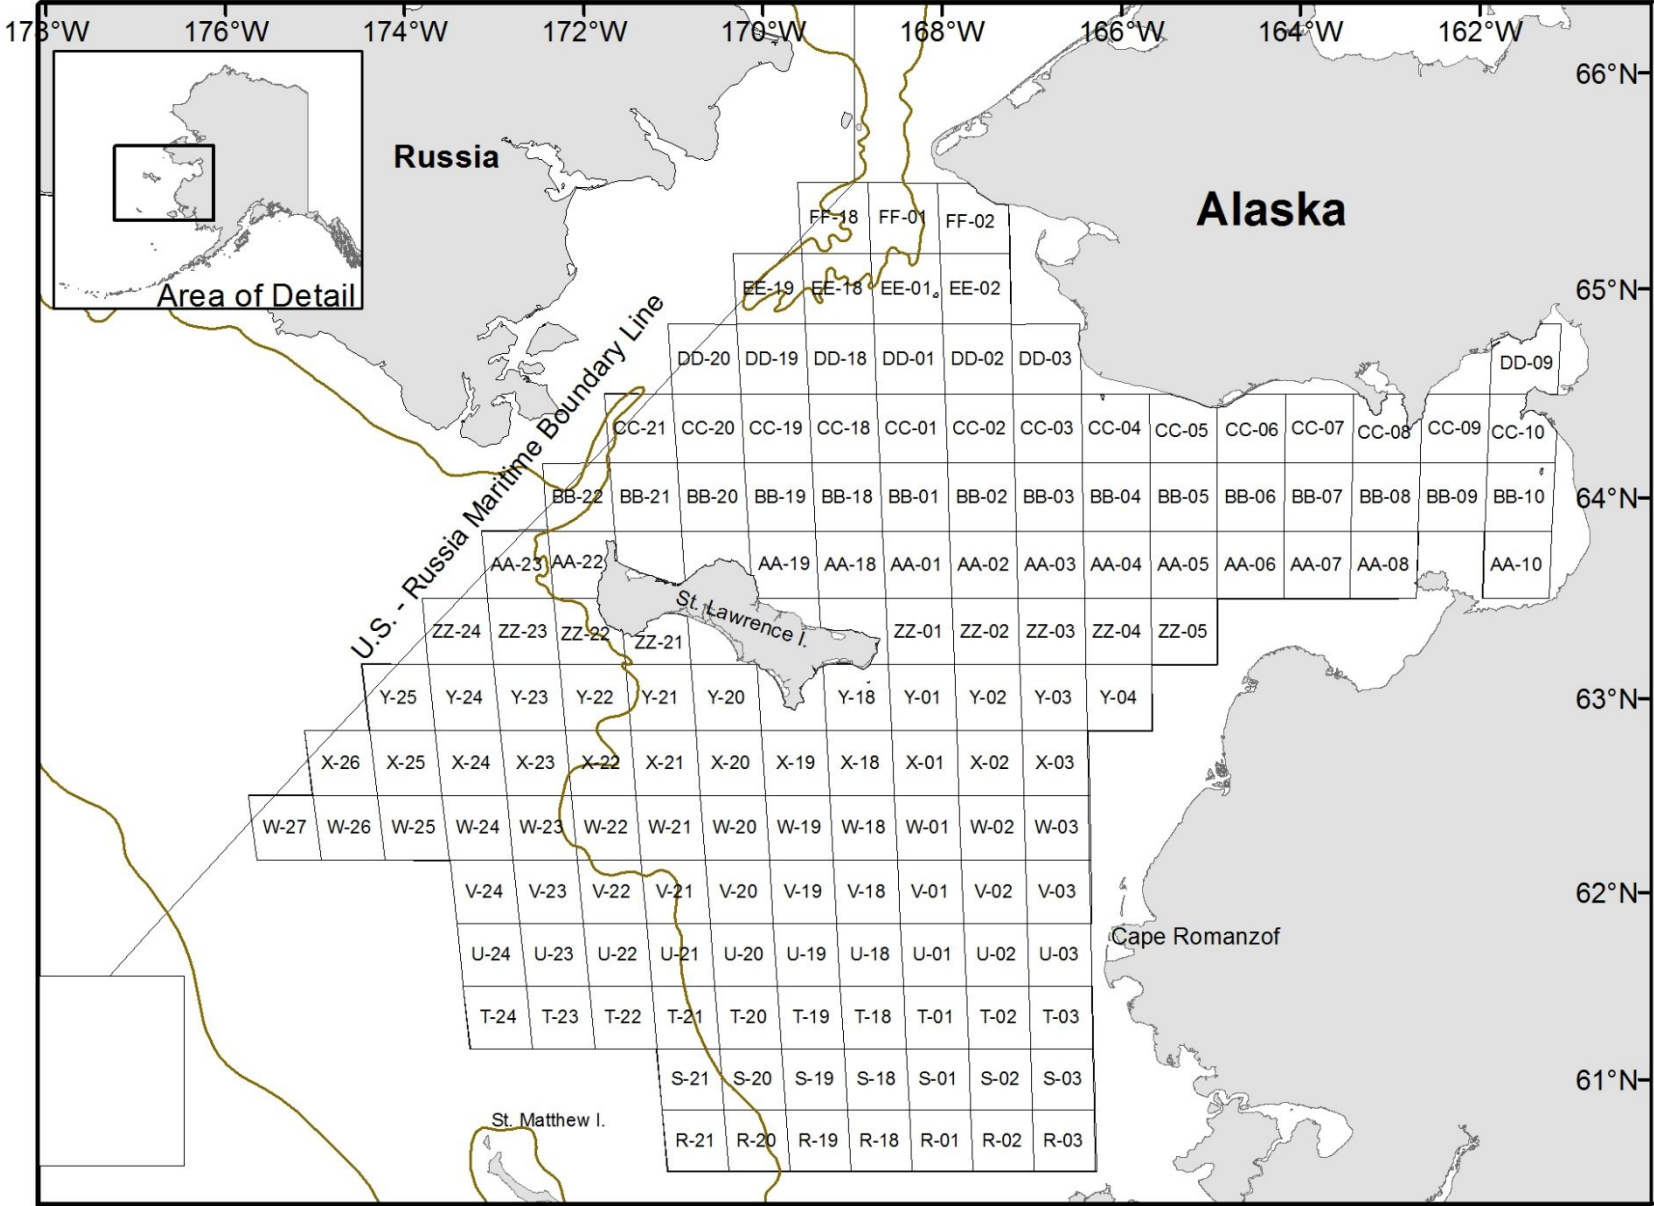 178°W 176°W 174°W 172°W 170°W 168°W 166°W 164°W 162°W
66°N
Russia
Alaska
FF-18 FF-01 FF-02
Area of Detail
EE-19 EE-18 EE-01 EE-02
65°N
U.S. - Russia Maritime Boundary Line
DD-20 DD-19 DD-18 DD-01 DD-02 DD-03 DD-09
CC-21 CC-20 CC-19 CC-18 CC-01 CC-02 CC-03 CC-04 CC-05 CC-06 CC-07 CC-08 CC-09 CC-10
BB-22 BB-21 BB-20 BB-19 BB-18 BB-01 BB-02 BB-03 BB-04 BB-05 BB-06 BB-07 BB-08 BB-09 BB-10
64°N
AA-23 AA-22 AA-19 AA-18 AA-01 AA-02 AA-03 AA-04 AA-05 AA-06 AA-07 AA-08 AA-10
St. Lawrence I.
ZZ-24 ZZ-23 ZZ-22 ZZ-21 ZZ-01 ZZ-02 ZZ-03 ZZ-04 ZZ-05
Y-25 Y-24 Y-23 Y-22 Y-21 Y-20 Y-18 Y-01 Y-02 Y-03 Y-04
63°N
X-26 X-25 X-24 X-23 X-22 X-21 X-20 X-19 X-18 X-01 X-02 X-03
W-27 W-26 W-25 W-24 W-23 W-22 W-21 W-20 W-19 W-18 W-01 W-02 W-03
V-24 V-23 V-22 V-21 V-20 V-19 V-18 V-01 V-02 V-03
62°N
Cape Romanzof
U-24 U-23 U-22 U-21 U-20 U-19 U-18 U-01 U-02 U-03
T-24 T-23 T-22 T-21 T-20 T-19 T-18 T-01 T-02 T-03
S-21 S-20 S-19 S-18 S-01 S-02 S-03
61°N
St. Matthew I.
R-21 R-20 R-19 R-18 R-01 R-02 R-03